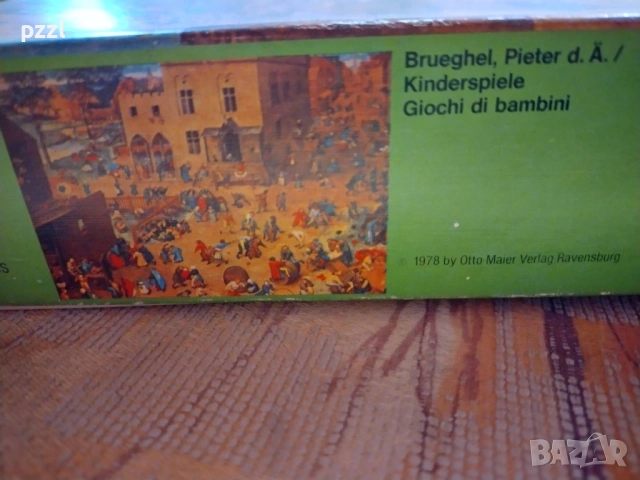 pzzl
Brueghel, Pieter d. Ä. /
Kinderspiele
Giochi di bambini
S
© 1978 by Otto Maier Verlag Ravensburg
BAZAR